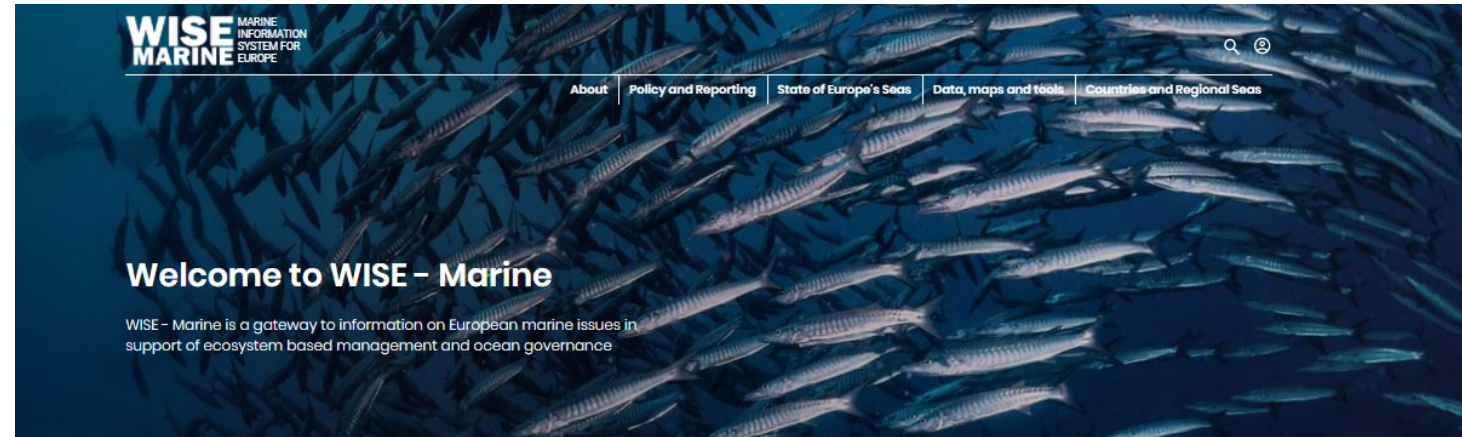 WISE
MARINE
MARINE
INFORMATION
SYSTEM FOR
EUROPE
About
Policy and Reporting
State of Europe's Seas
Data, maps and tools
Countries and Regional Seas
Welcome to WISE - Marine
WISE - Marine is a gateway to information on European marine issues in
support of ecosystem based management and ocean governance